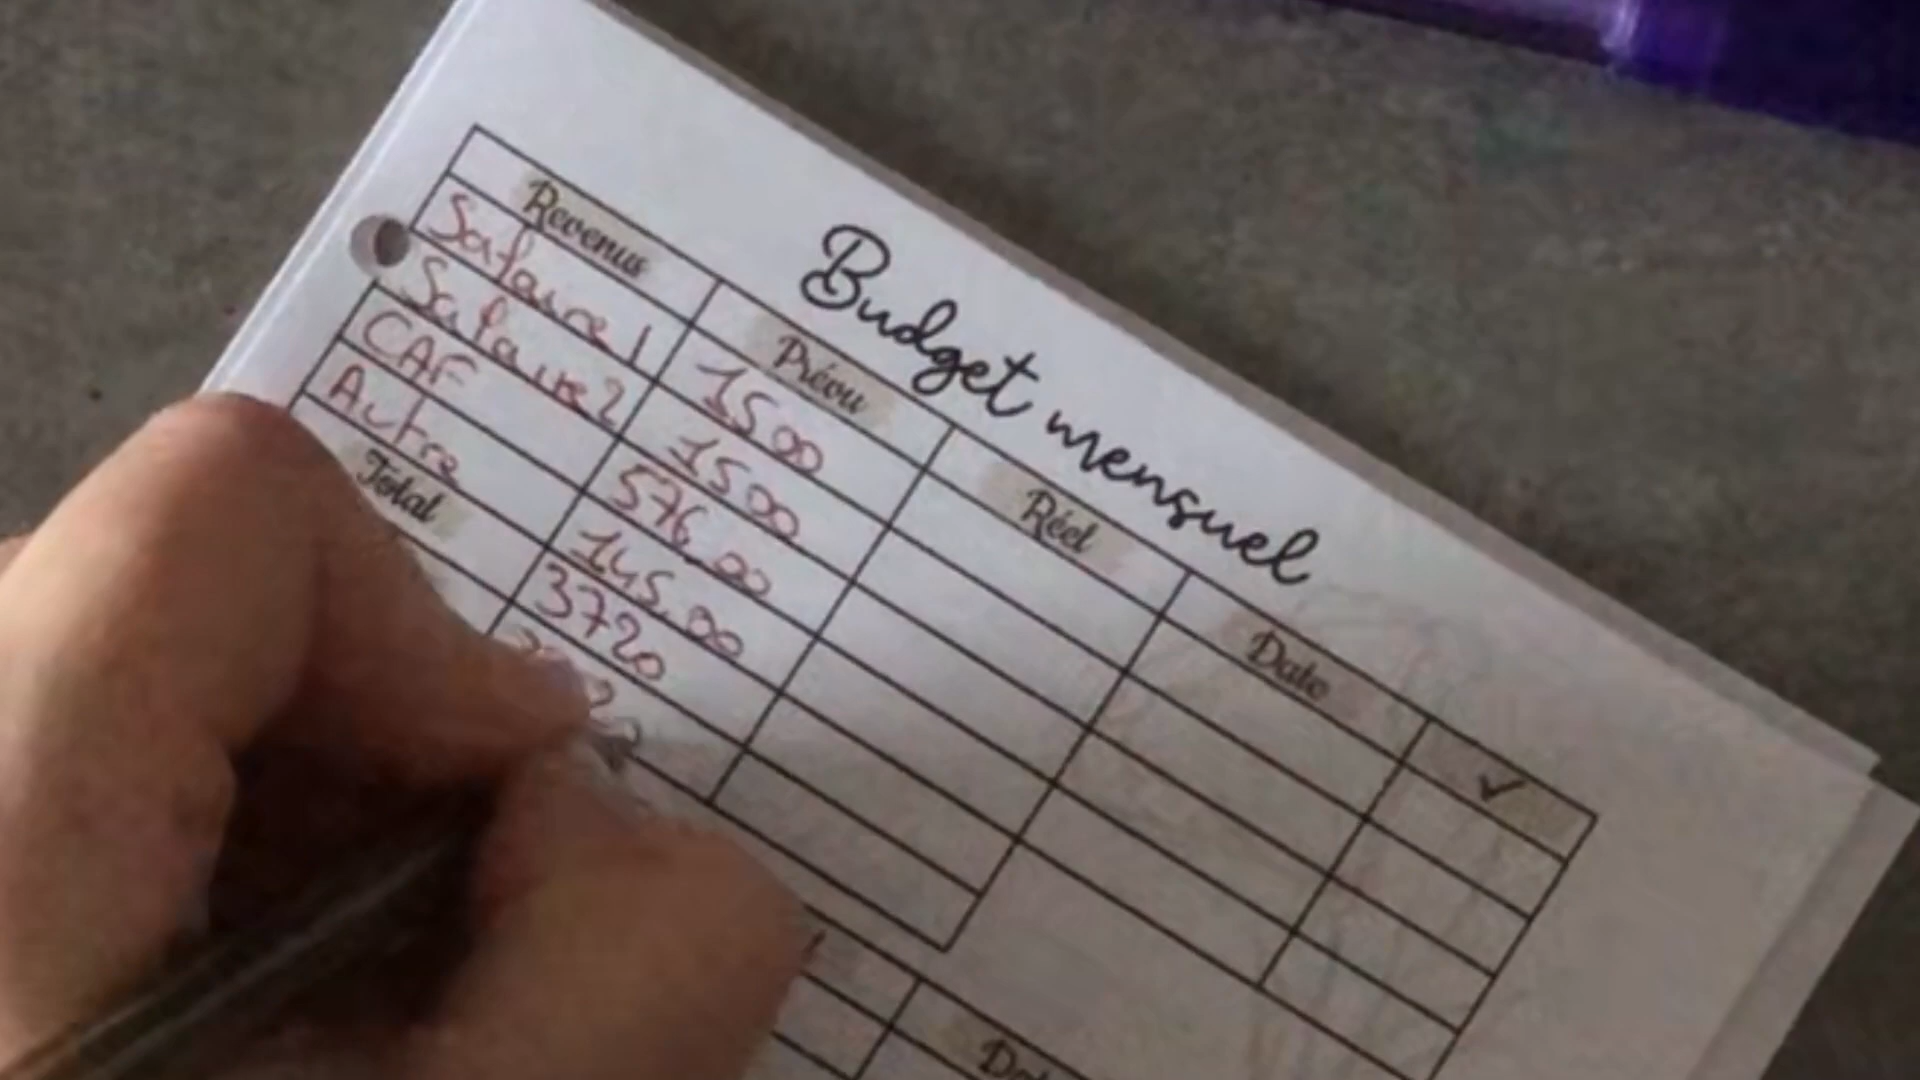 Budget mensuel
Revenus Prévu Réel Date ✓
Salaire 1 1500
Salaire 2 1500
CAF 576.00
Autre 145.00
Total 3720